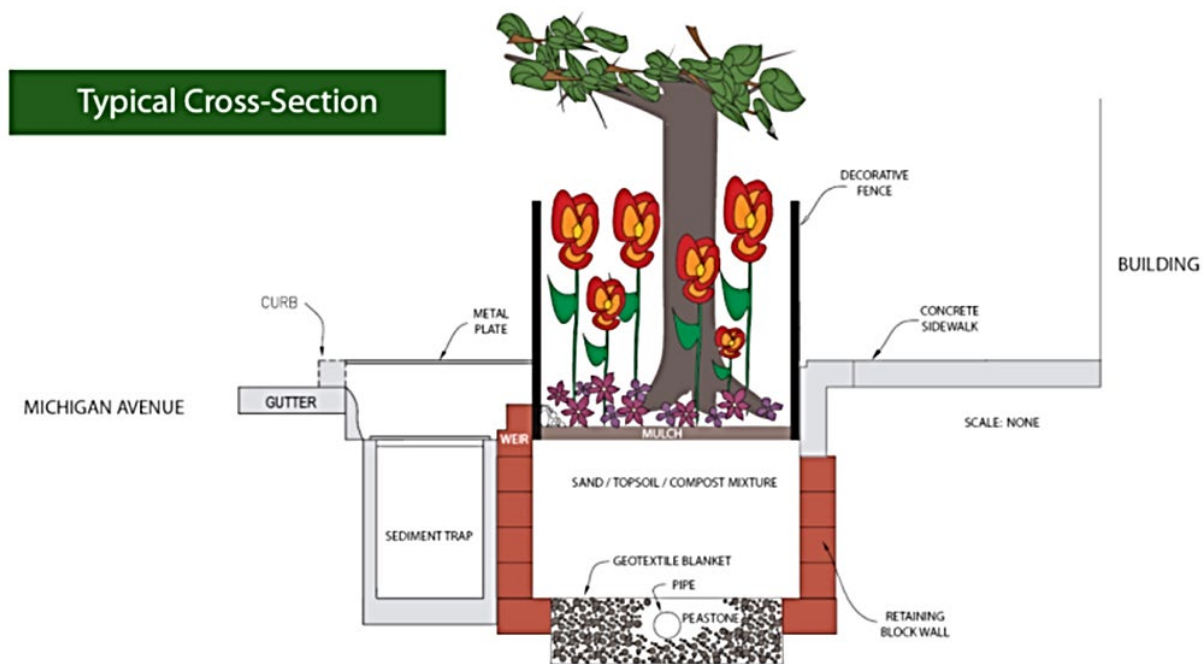 Typical Cross-Section
DECORATIVE
FENCE
BUILDING
CURB
METAL
PLATE
CONCRETE
SIDEWALK
MICHIGAN AVENUE
GUTTER
SCALE: NONE
WEIR
MULCH
SAND / TOPSOIL / COMPOST MIXTURE
SEDIMENT TRAP
GEOTEXTILE BLANKET
PIPE
PEASTONE
RETAINING
BLOCK WALL